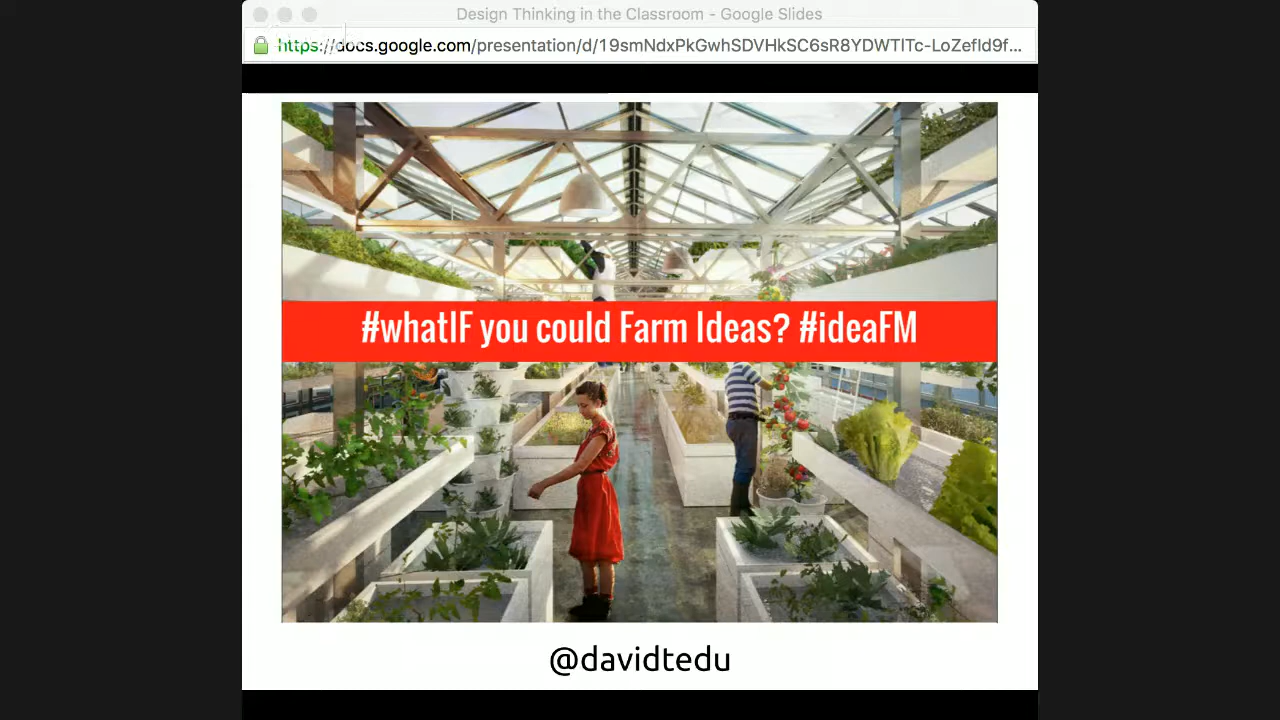 Design Thinking in the Classroom - Google Slides
https://docs.google.com/presentation/d/19smNdxPkGwhSDVHkSC6sR8YDWTlTc-LoZefId9f...
#whatIF you could Farm Ideas? #ideaFM
@davidtedu